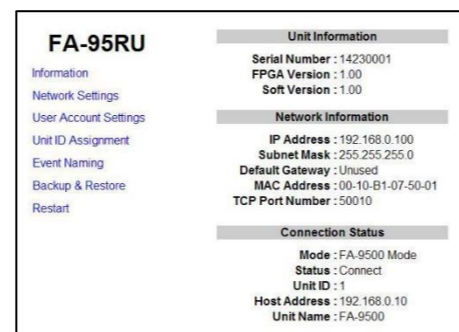 FA-95RU
Information
Network Settings
User Account Settings
Unit ID Assignment
Event Naming
Backup & Restore
Restart
Unit Information
Serial Number : 14230001
FPGA Version : 1.00
Soft Version : 1.00
Network Information
IP Address : 192.168.0.100
Subnet Mask : 255.255.255.0
Default Gateway : Unused
MAC Address : 00-10-B1-07-50-01
TCP Port Number : 50010
Connection Status
Mode : FA-9500 Mode
Status : Connect
Unit ID : 1
Host Address : 192.168.0.10
Unit Name : FA-9500